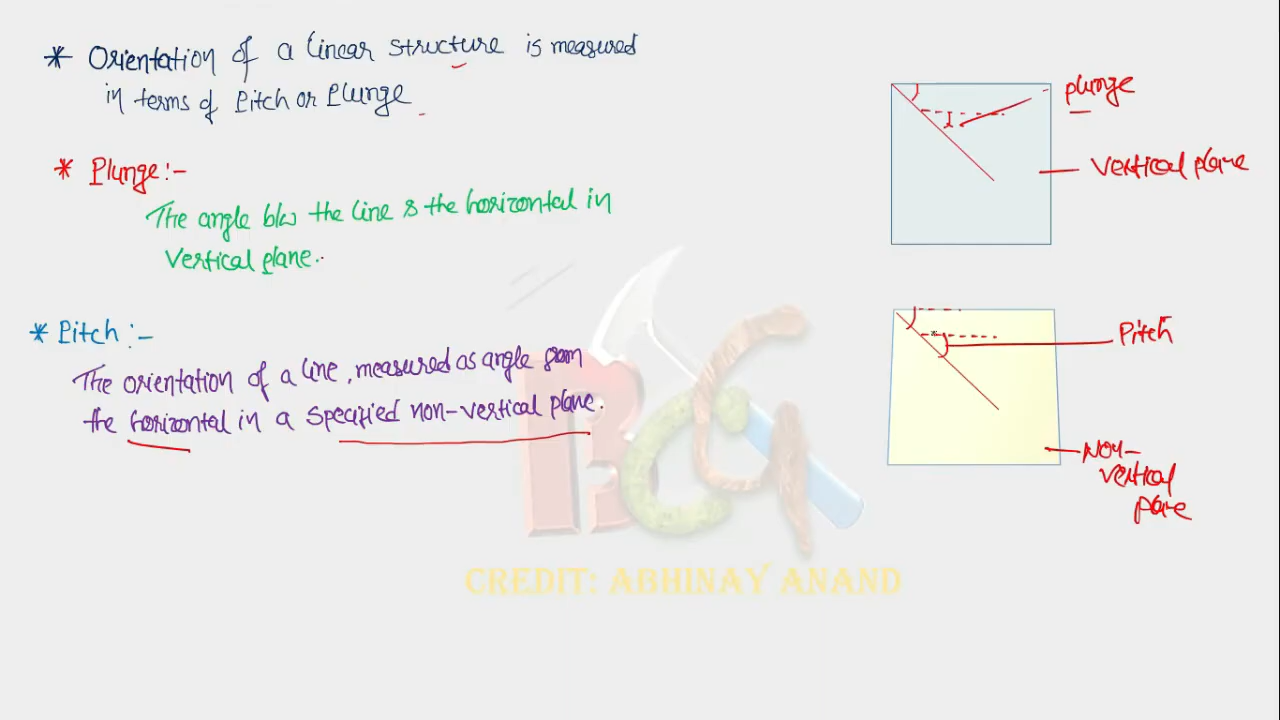 * Orientation of a linear structure is measured
in terms of Pitch or Plunge
* Plunge:-
The angle b/w the line & the horizontal in
vertical plane.
* Pitch:-
The orientation of a line, measured as angle from
the horizontal in a specified non-vertical plane.
plunge
vertical plane
Pitch
Non-
vertical
plane
BCG
CREDIT: ABHINAY ANAND